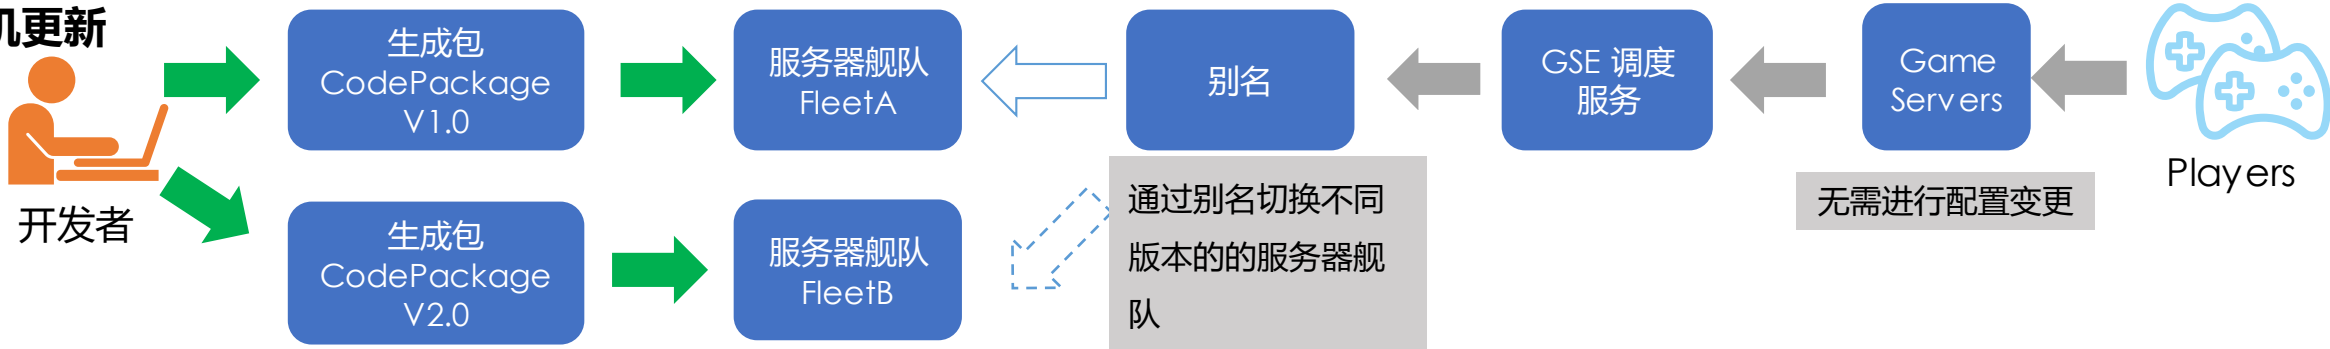 更新
开发者
生成包
CodePackage
V1.0
生成包
CodePackage
V2.0
服务器舰队
FleetA
服务器舰队
FleetB
别名
通过别名切换不同
版本的的服务器舰
队
GSE 调度
服务
Game
Servers
无需进行配置变更
Players